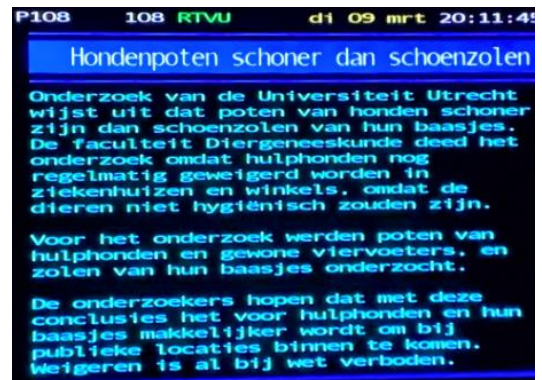 P108 108 RTVU di 09 mrt 20:11:45
Hondenpoten schoner dan schoenzolen
Onderzoek van de Universiteit Utrecht
wijst uit dat poten van honden schoner
zijn dan schoenzolen van hun baasjes.
De faculteit Diergeneeskunde deed het
onderzoek omdat hulphonden nog
regelmatig geweigerd worden in
ziekenhuizen en winkels, omdat de
dieren niet hygiënisch zouden zijn.
Voor het onderzoek werden poten van
hulphonden en gewone viervoeters, en
zolen van hun baasjes onderzocht.
De onderzoekers hopen dat met deze
conclusies het voor hulphonden en hun
baasjes makkelijker wordt om bij
publieke locaties binnen te komen.
Weigeren is al bij wet verboden.